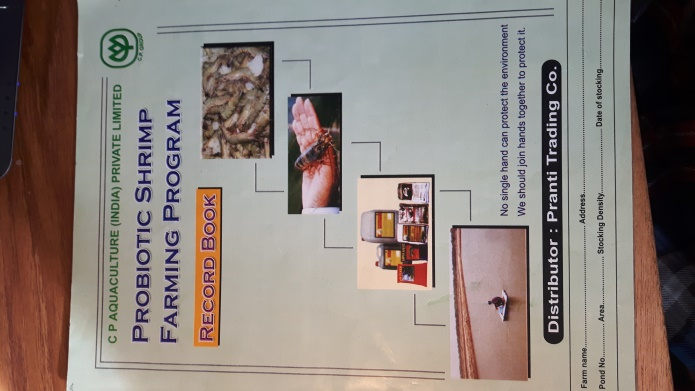 C.P. GROUP
C P AQUACULTURE (INDIA) PRIVATE LIMITED
PROBIOTIC SHRIMP
FARMING PROGRAM
RECORD BOOK
No single hand can protect the environment
We should join hands together to protect it.
Distributor : Pranti Trading Co.
Farm name.......... Address..........
Pond No.......... Area.......... Stocking Density.......... Date of stocking..........